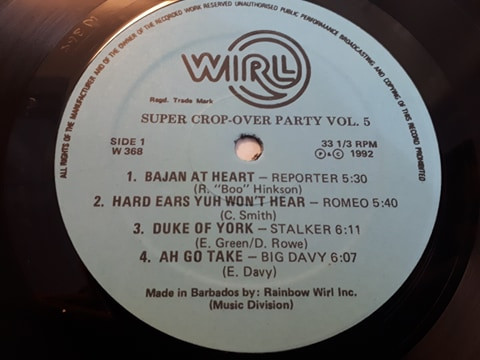 ALL RIGHTS OF THE MANUFACTURER AND OF THE OWNER OF THE RECORDED WORK RESERVED UNAUTHORISED PUBLIC PERFORMANCE BROADCASTING AND COPYING OF THIS RECORD PROHIBITED
WIRL
Regd. Trade Mark
SUPER CROP-OVER PARTY VOL. 5
SIDE 1 33 1/3 RPM
W 368 ℗ & © 1992
1. BAJAN AT HEART – REPORTER 5:30
(R. "Boo" Hinkson)
2. HARD EARS YUH WON'T HEAR – ROMEO 5:40
(C. Smith)
3. DUKE OF YORK – STALKER 6:11
(E. Green/D. Rowe)
4. AH GO TAKE – BIG DAVY 6:07
(E. Davy)
Made in Barbados by: Rainbow Wirl Inc.
(Music Division)